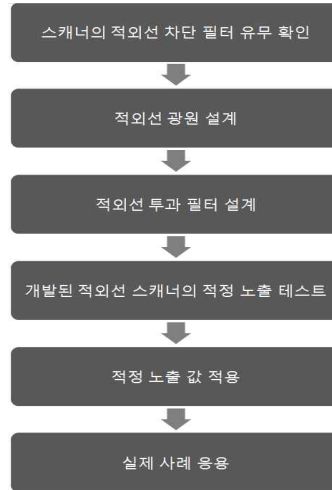 스캐너의 적외선 차단 필터 유무 확인
적외선 광원 설계
적외선 투과 필터 설계
개발된 적외선 스캐너의 적정 노출 테스트
적정 노출 값 적용
실제 사례 응용